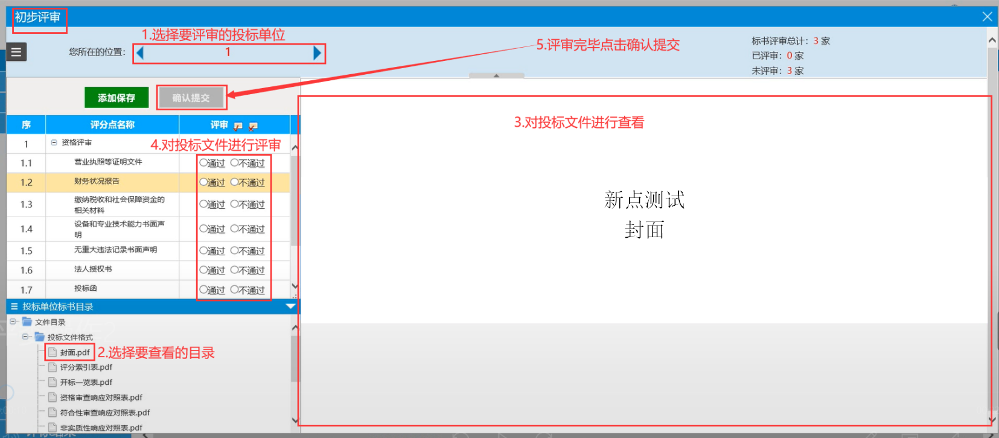 初步评审
1.选择要评审的投标单位
您所在的位置：
1
5.评审完毕点击确认提交
标书评审总计：3 家
已评审：0 家
未评审：3 家
添加保存
确认提交
3.对投标文件进行查看
序 评分点名称 评审
1 资格评审
4.对投标文件进行评审
1.1 营业执照等证明文件 通过 不通过
1.2 财务状况报告 通过 不通过
1.3 缴纳税收和社会保障资金的
相关材料 通过 不通过
1.4 设备和专业技术能力书面声
明 通过 不通过
1.5 无重大违法记录书面声明 通过 不通过
1.6 法人授权书 通过 不通过
1.7 投标函 通过 不通过
新点测试
封面
投标单位标书目录
文件目录
投标文件格式
封面.pdf
2.选择要查看的目录
评分索引表.pdf
开标一览表.pdf
资格审查响应对照表.pdf
符合性审查响应对照表.pdf
非实质性响应对照表.pdf